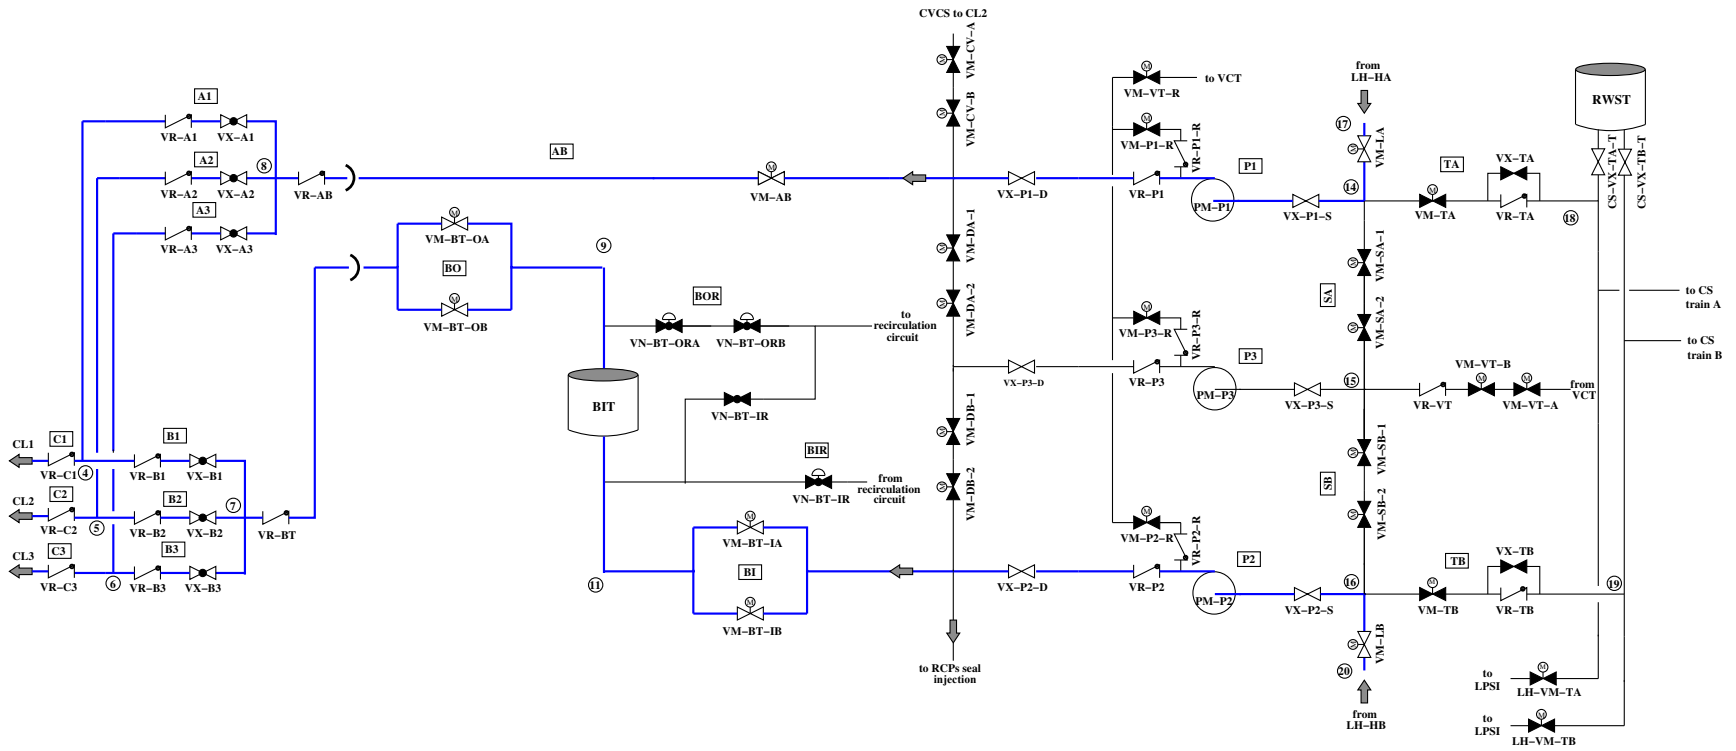 CVCS to CL2
VM-CV-A
VM-CV-B
M
M
from
LH-HA
to VCT
VM-VT-R
M
RWST
CS-VX-TA-T
CS-VX-TB-T
A1
VR-A1
VX-A1
A2
VR-A2
VX-A2
8
A3
VR-A3
VX-A3
VR-AB
AB
M
VM-AB
VX-P1-D
M
VM-P1-R
VR-P1-R
VR-P1
P1
PM-P1
VX-P1-S
17
M
VM-LA
14
TA
M
VM-TA
VX-TA
VR-TA
18
M
VM-BT-OA
BO
M
VM-BT-OB
9
M
VM-DA-1
M
VM-DA-2
M
VM-SA-1
SA
M
VM-SA-2
to CS
train A
to CS
train B
BOR
VN-BT-ORA
VN-BT-ORB
to
recirculation
circuit
M
VM-P3-R
VR-P3-R
VX-P3-D
VR-P3
P3
PM-P3
VX-P3-S
15
VR-VT
VM-VT-B
M
M
VM-VT-A
from
VCT
BIT
VN-BT-IR
M
VM-DB-1
BIR
VN-BT-IR
from
recirculation
circuit
M
VM-DB-2
M
VM-SB-1
SB
M
VM-SB-2
CL1
C1
VR-C1
4
B1
VR-B1
VX-B1
CL2
C2
VR-C2
5
B2
VR-B2
VX-B2
7
VR-BT
CL3
C3
VR-C3
6
B3
VR-B3
VX-B3
11
M
VM-BT-IA
BI
M
VM-BT-IB
VX-P2-D
M
VM-P2-R
VR-P2-R
VR-P2
P2
PM-P2
VX-P2-S
16
TB
M
VM-TB
VX-TB
VR-TB
19
M
VM-LB
20
from
LH-HB
to RCPs seal
injection
to
LPSI
M
LH-VM-TA
to
LPSI
M
LH-VM-TB